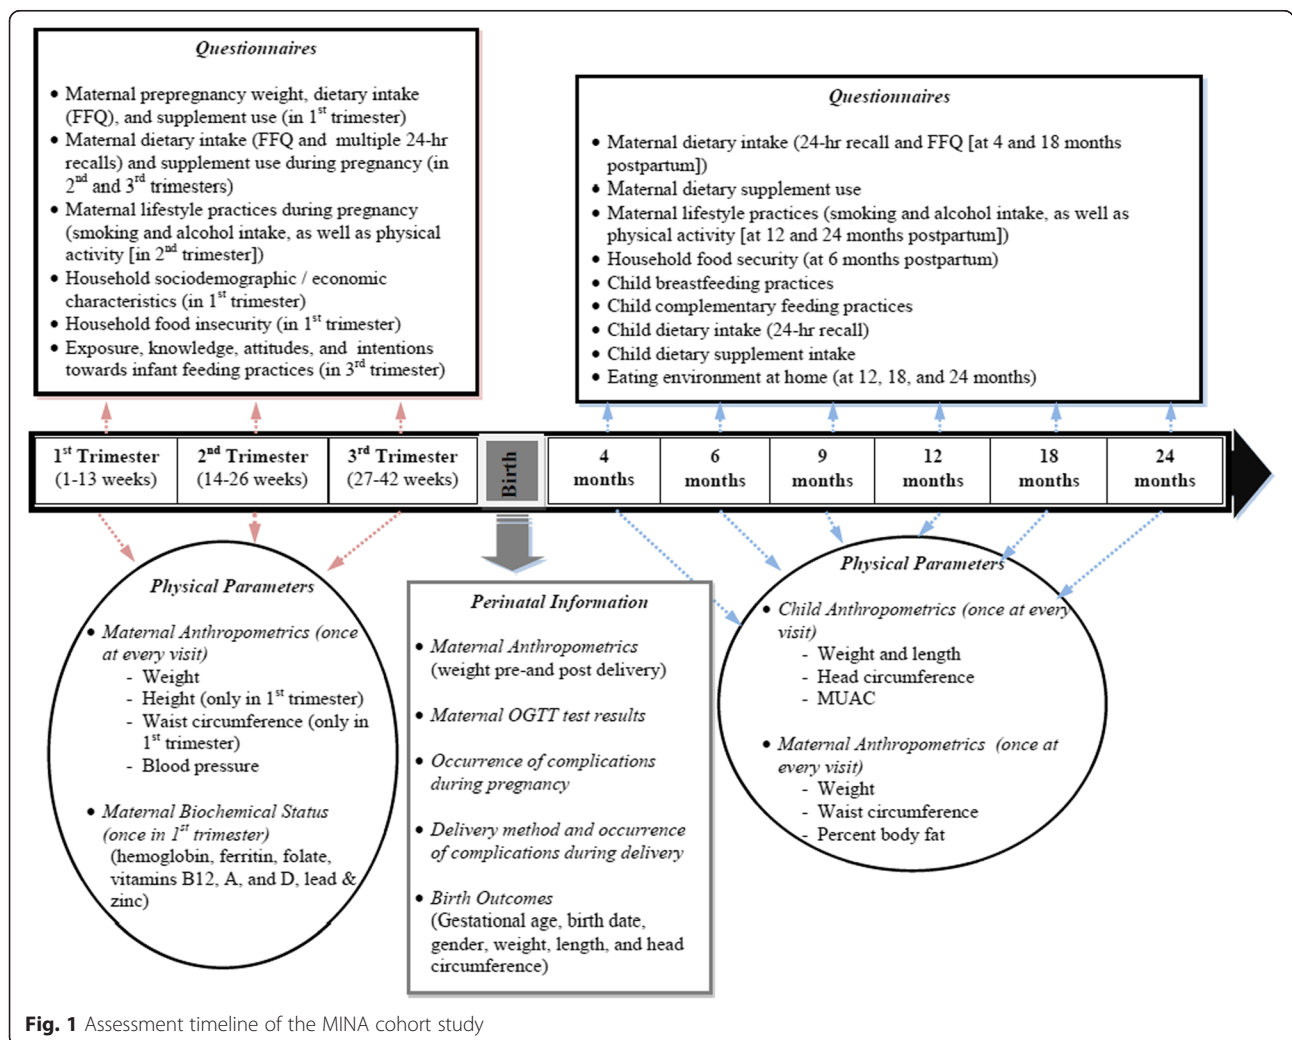 Questionnaires
• Maternal prepregnancy weight, dietary intake
(FFQ), and supplement use (in 1st trimester)
• Maternal dietary intake (FFQ and multiple 24-hr
recalls) and supplement use during pregnancy (in
2nd and 3rd trimesters)
• Maternal lifestyle practices during pregnancy
(smoking and alcohol intake, as well as physical
activity [in 2nd trimester])
• Household sociodemographic / economic
characteristics (in 1st trimester)
• Household food insecurity (in 1st trimester)
• Exposure, knowledge, attitudes, and intentions
towards infant feeding practices (in 3rd trimester)
Questionnaires
• Maternal dietary intake (24-hr recall and FFQ [at 4 and 18 months
postpartum])
• Maternal dietary supplement use
• Maternal lifestyle practices (smoking and alcohol intake, as well as
physical activity [at 12 and 24 months postpartum])
• Household food security (at 6 months postpartum)
• Child breastfeeding practices
• Child complementary feeding practices
• Child dietary intake (24-hr recall)
• Child dietary supplement intake
• Eating environment at home (at 12, 18, and 24 months)
1st Trimester
(1-13 weeks)
2nd Trimester
(14-26 weeks)
3rd Trimester
(27-42 weeks)
Birth
4
months
6
months
9
months
12
months
18
months
24
months
Physical Parameters
• Maternal Anthropometrics (once
at every visit)
- Weight
- Height (only in 1st trimester)
- Waist circumference (only in
1st trimester)
- Blood pressure
• Maternal Biochemical Status
(once in 1st trimester)
(hemoglobin, ferritin, folate,
vitamins B12, A, and D, lead &
zinc)
Perinatal Information
• Maternal Anthropometrics
(weight pre-and post delivery)
• Maternal OGTT test results
• Occurrence of complications
during pregnancy
• Delivery method and occurrence
of complications during delivery
• Birth Outcomes
(Gestational age, birth date,
gender, weight, length, and head
circumference)
Physical Parameters
• Child Anthropometrics (once at every
visit)
- Weight and length
- Head circumference
- MUAC
• Maternal Anthropometrics (once at
every visit)
- Weight
- Waist circumference
- Percent body fat
Fig. 1 Assessment timeline of the MINA cohort study